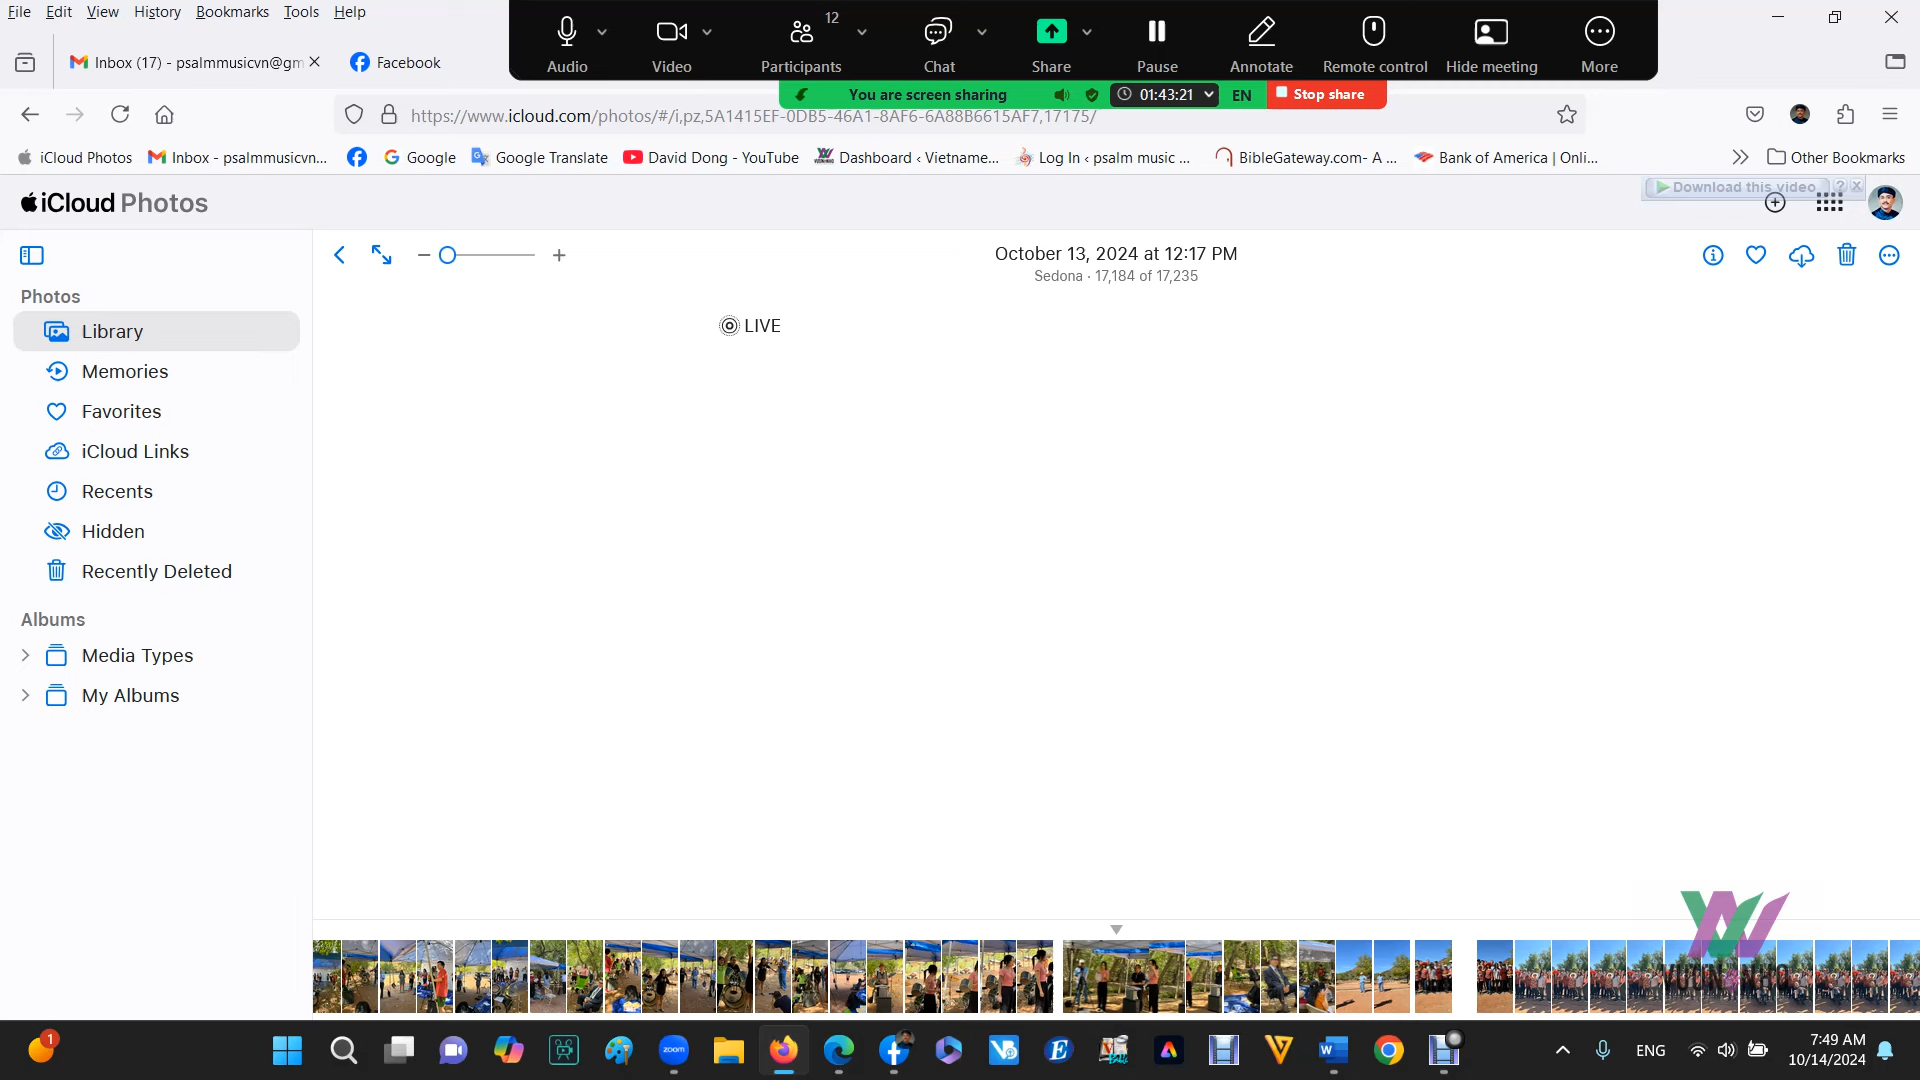 File Edit View History Bookmarks Tools Help
12
Audio Video Participants Chat Share Pause Annotate Remote control Hide meeting More
Inbox (17) - psalmmusicvn@gm
Facebook
You are screen sharing
01:43:21
EN
Stop share
https://www.icloud.com/photos/#/i,pz,5A1415EF-0DB5-46A1-8AF6-6A88B6615AF7,17175/
iCloud Photos
Inbox - psalmmusicvn...
Google
Google Translate
David Dong - YouTube
Dashboard ‹ Vietname...
Log In ‹ psalm music ...
BibleGateway.com- A ...
Bank of America | Onli...
Other Bookmarks
iCloud Photos
Download this video
October 13, 2024 at 12:17 PM
Sedona · 17,184 of 17,235
LIVE
Photos
Library
Memories
Favorites
iCloud Links
Recents
Hidden
Recently Deleted
Albums
Media Types
My Albums
1
zoom
ENG
7:49 AM
10/14/2024